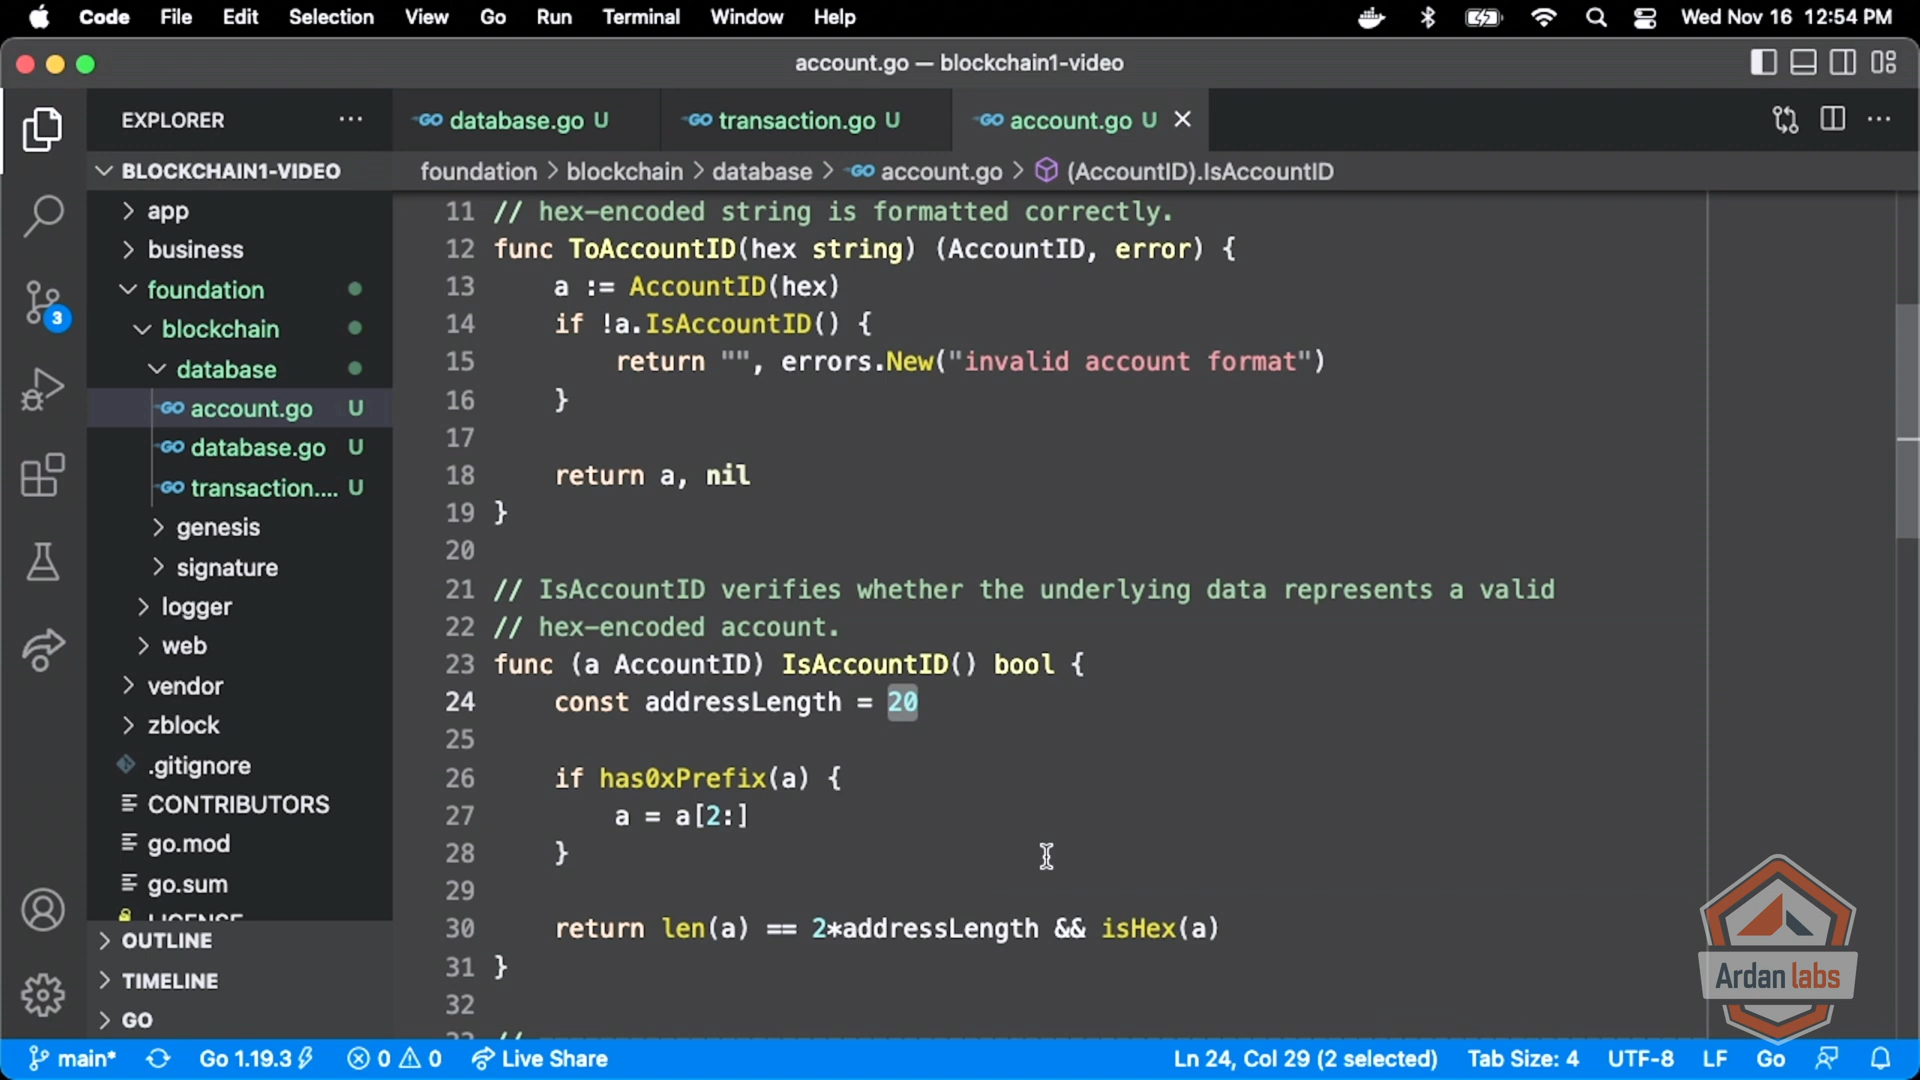 Code File Edit Selection View Go Run Terminal Window Help Wed Nov 16 12:54 PM
account.go — blockchain1-video
EXPLORER
database.go U transaction.go U account.go U
BLOCKCHAIN1-VIDEO
foundation > blockchain > database > account.go > (AccountID).IsAccountID
app
business
foundation
blockchain
database
account.go U
database.go U
transaction.... U
genesis
signature
logger
web
vendor
zblock
.gitignore
CONTRIBUTORS
go.mod
go.sum
LICENSE
OUTLINE
TIMELINE
GO
3
11 // hex-encoded string is formatted correctly.
12 func ToAccountID(hex string) (AccountID, error) {
13 a := AccountID(hex)
14 if !a.IsAccountID() {
15 return "", errors.New("invalid account format")
16 }
17
18 return a, nil
19 }
20
21 // IsAccountID verifies whether the underlying data represents a valid
22 // hex-encoded account.
23 func (a AccountID) IsAccountID() bool {
24 const addressLength = 20
25
26 if has0xPrefix(a) {
27 a = a[2:]
28 }
29
30 return len(a) == 2*addressLength && isHex(a)
31 }
32
//
Ardan labs
main* Go 1.19.3 0 0 Live Share Ln 24, Col 29 (2 selected) Tab Size: 4 UTF-8 LF Go